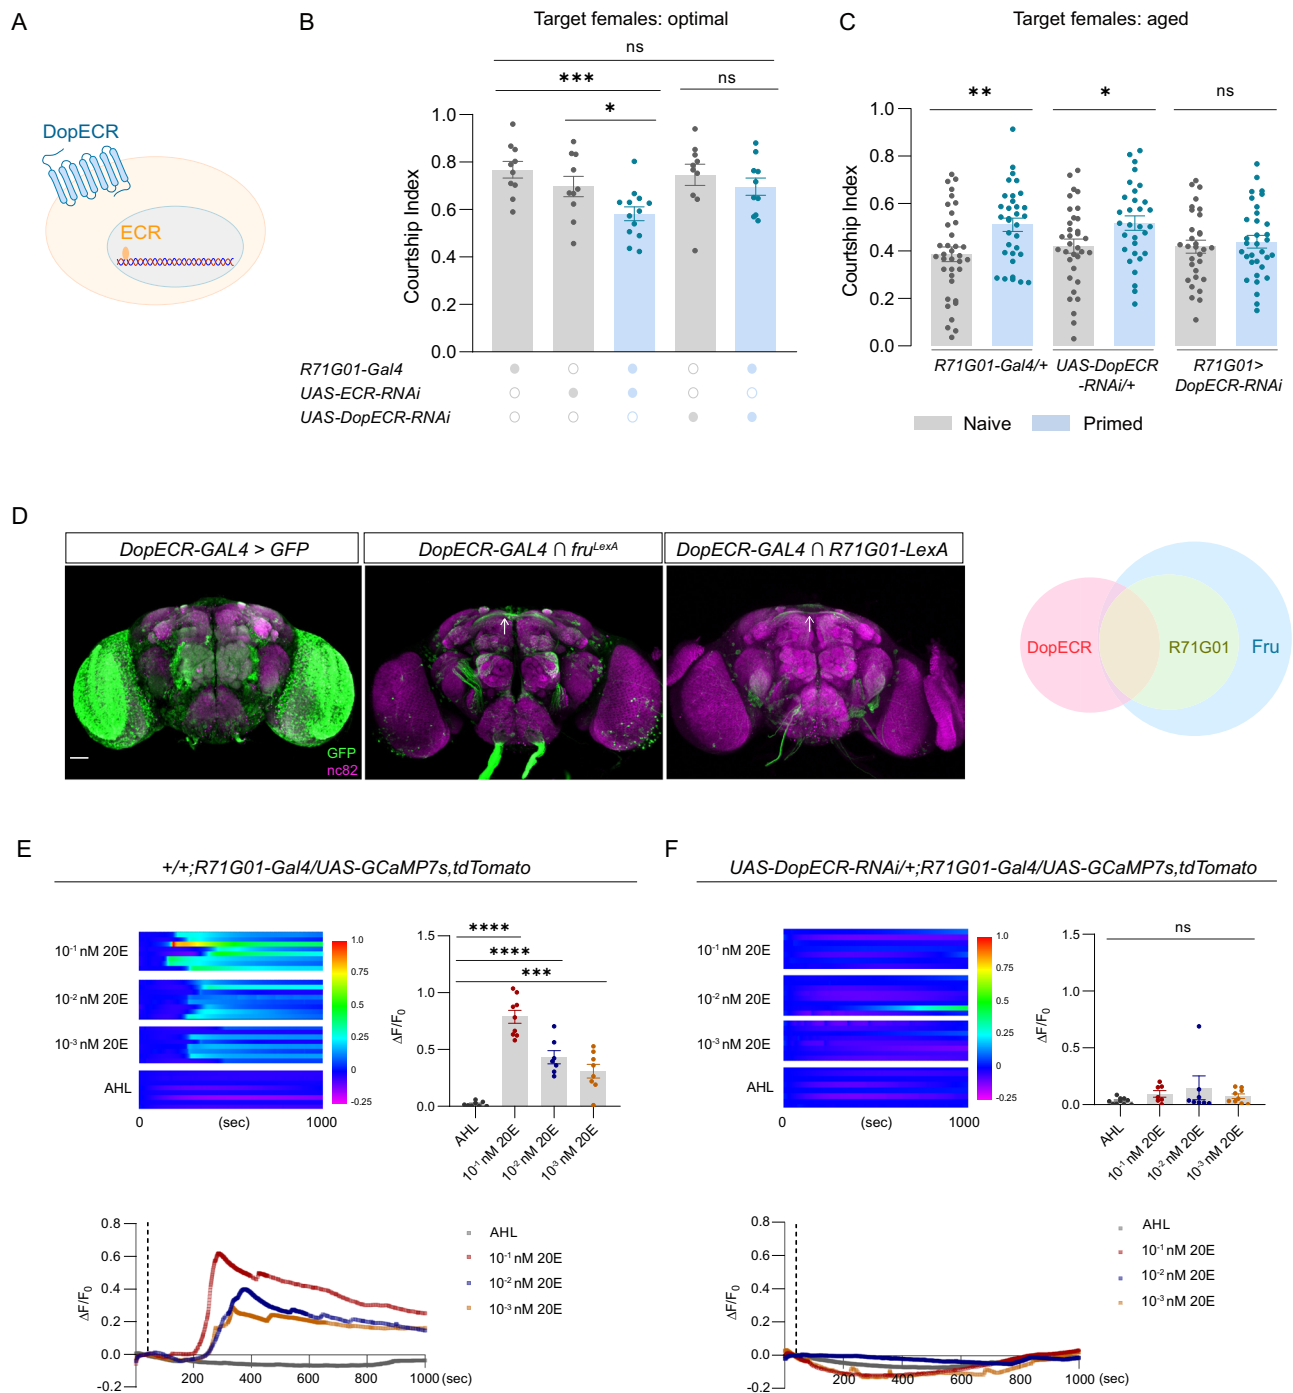 A
DopECR
ECR
B
Target females: optimal
ns
***
ns
*
Courtship Index
1.0
0.8
0.6
0.4
0.2
0.0
R71G01-Gal4
UAS-ECR-RNAi
UAS-DopECR-RNAi
C
Target females: aged
** * ns
Courtship Index
1.0
0.8
0.6
0.4
0.2
0.0
R71G01-Gal4/+
UAS-DopECR
-RNAi/+
R71G01>
DopECR-RNAi
Naive
Primed
D
DopECR-GAL4 > GFP
DopECR-GAL4 ∩ fruLexA
DopECR-GAL4 ∩ R71G01-LexA
GFP
nc82
DopECR
R71G01
Fru
E
+/+;R71G01-Gal4/UAS-GCaMP7s,tdTomato
10-1 nM 20E
10-2 nM 20E
10-3 nM 20E
AHL
0 (sec) 1000
1.0
0.75
0.5
0.25
0
-0.25
****
****
***
ΔF/F0
1.5
1.0
0.5
0.0
AHL
10-1 nM 20E
10-2 nM 20E
10-3 nM 20E
ΔF/F0
0.8
0.6
0.4
0.2
0.0
-0.2
200 400 600 800 1000 (sec)
AHL
10-1 nM 20E
10-2 nM 20E
10-3 nM 20E
F
UAS-DopECR-RNAi/+;R71G01-Gal4/UAS-GCaMP7s,tdTomato
10-1 nM 20E
10-2 nM 20E
10-3 nM 20E
AHL
0 (sec) 1000
1.0
0.75
0.5
0.25
0
-0.25
ns
ΔF/F0
1.5
1.0
0.5
0.0
AHL
10-1 nM 20E
10-2 nM 20E
10-3 nM 20E
ΔF/F0
0.8
0.6
0.4
0.2
0.0
-0.2
200 400 600 800 1000 (sec)
AHL
10-1 nM 20E
10-2 nM 20E
10-3 nM 20E